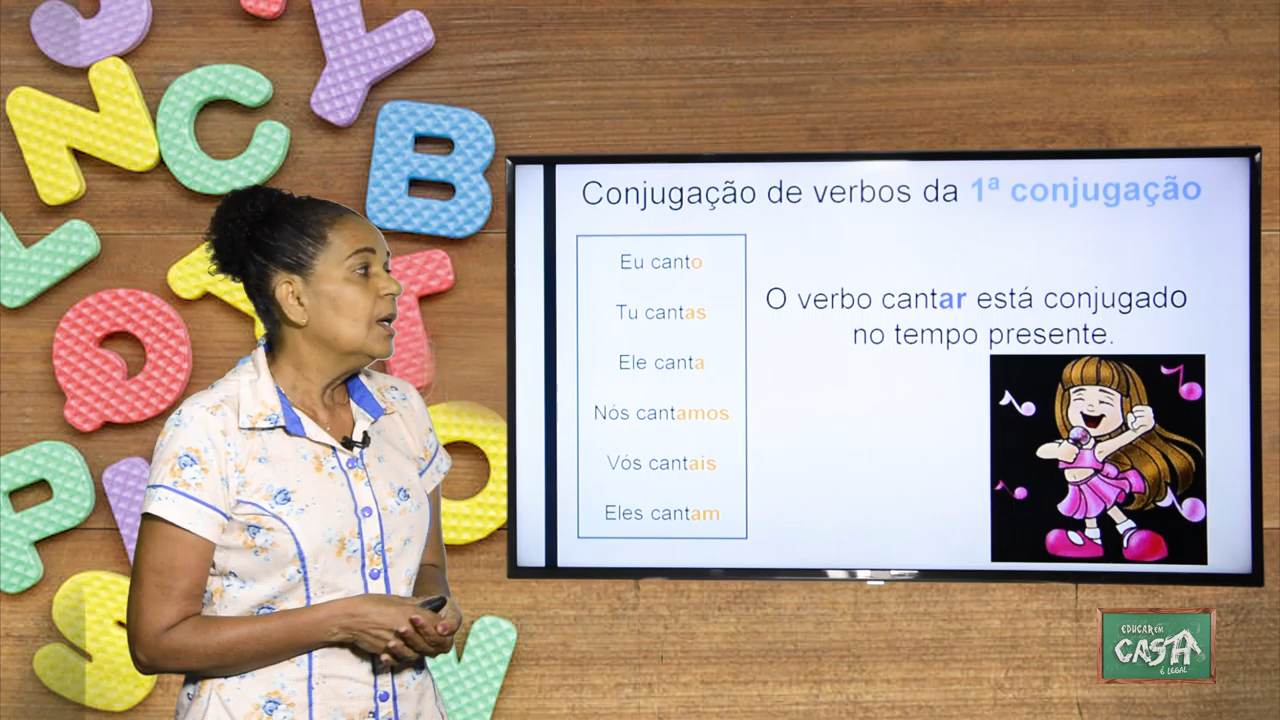 Conjugação de verbos da 1ª conjugação
Eu canto
Tu cantas
Ele canta
Nós cantamos
Vós cantais
Eles cantam
O verbo cantar está conjugado
no tempo presente.
EDUCAR EM
CASA
É LEGAL